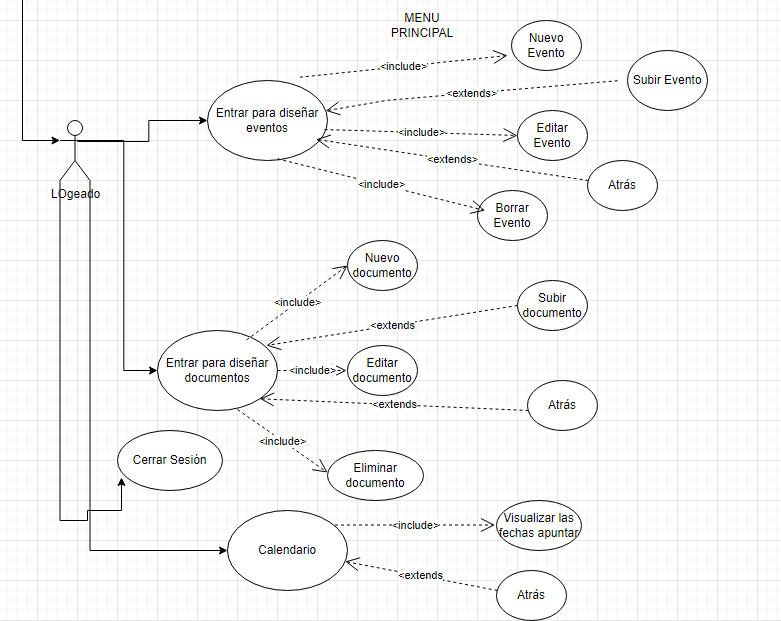 MENU
PRINCIPAL
Nuevo
Evento
<include>
Subir Evento
<extends>
Entrar para diseñar
eventos
<include>
Editar
Evento
<extends>
Atrás
<include>
Borrar
Evento
LOgeado
Nuevo
documento
<include>
Subir
documento
<extends
Entrar para diseñar
documentos
<include>
Editar
documento
<extends
Atrás
<include>
Cerrar Sesión
Eliminar
documento
Visualizar las
fechas apuntar
<include>
Calendario
<extends
Atrás